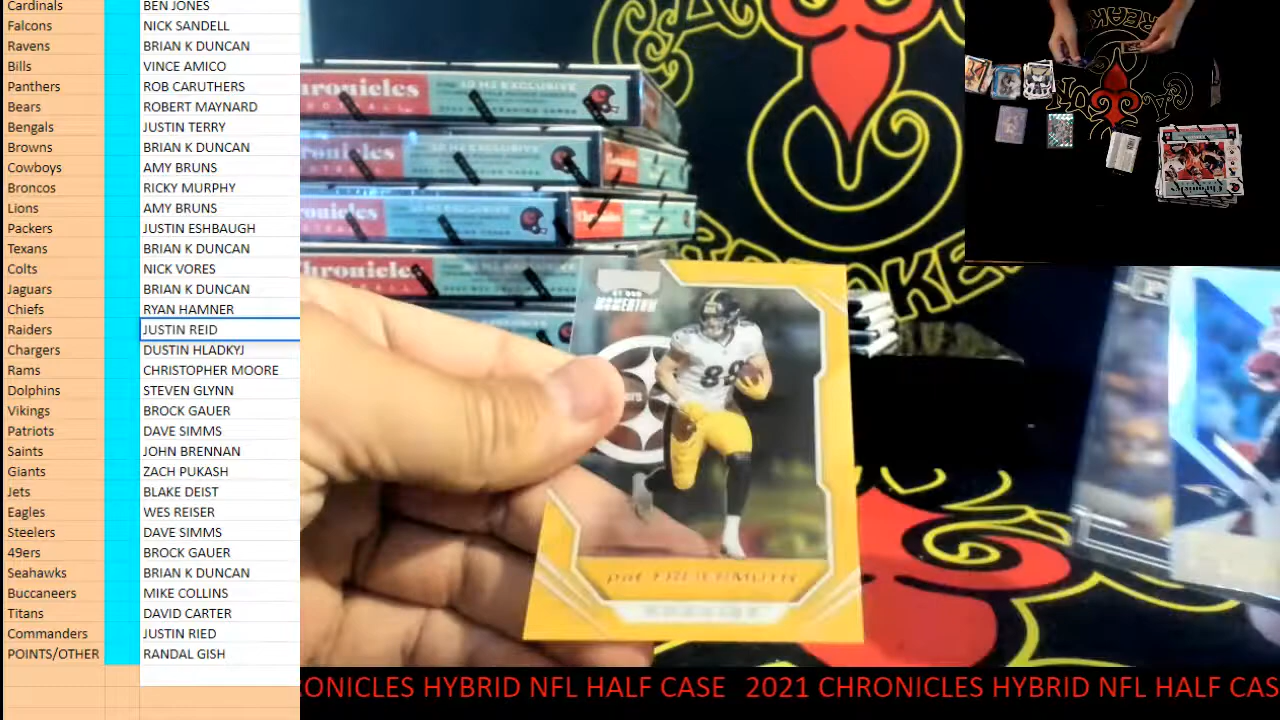 Cardinals BEN JONES
Falcons NICK SANDELL
Ravens BRIAN K DUNCAN
Bills VINCE AMICO
Panthers ROB CARUTHERS
Bears ROBERT MAYNARD
Bengals JUSTIN TERRY
Browns BRIAN K DUNCAN
Cowboys AMY BRUNS
Broncos RICKY MURPHY
Lions AMY BRUNS
Packers JUSTIN ESHBAUGH
Texans BRIAN K DUNCAN
Colts NICK VORES
Jaguars BRIAN K DUNCAN
Chiefs RYAN HAMNER
Raiders JUSTIN REID
Chargers DUSTIN HLADKYJ
Rams CHRISTOPHER MOORE
Dolphins STEVEN GLYNN
Vikings BROCK GAUER
Patriots DAVE SIMMS
Saints JOHN BRENNAN
Giants ZACH PUKASH
Jets BLAKE DEIST
Eagles WES REISER
Steelers DAVE SIMMS
49ers BROCK GAUER
Seahawks BRIAN K DUNCAN
Buccaneers MIKE COLLINS
Titans DAVID CARTER
Commanders JUSTIN RIED
POINTS/OTHER RANDAL GISH
Chronicles
MOMENTUM
88
PAT FREIERMUTH
ONICLES HYBRID NFL HALF CASE 2021 CHRONICLES HYBRID NFL HALF CAS